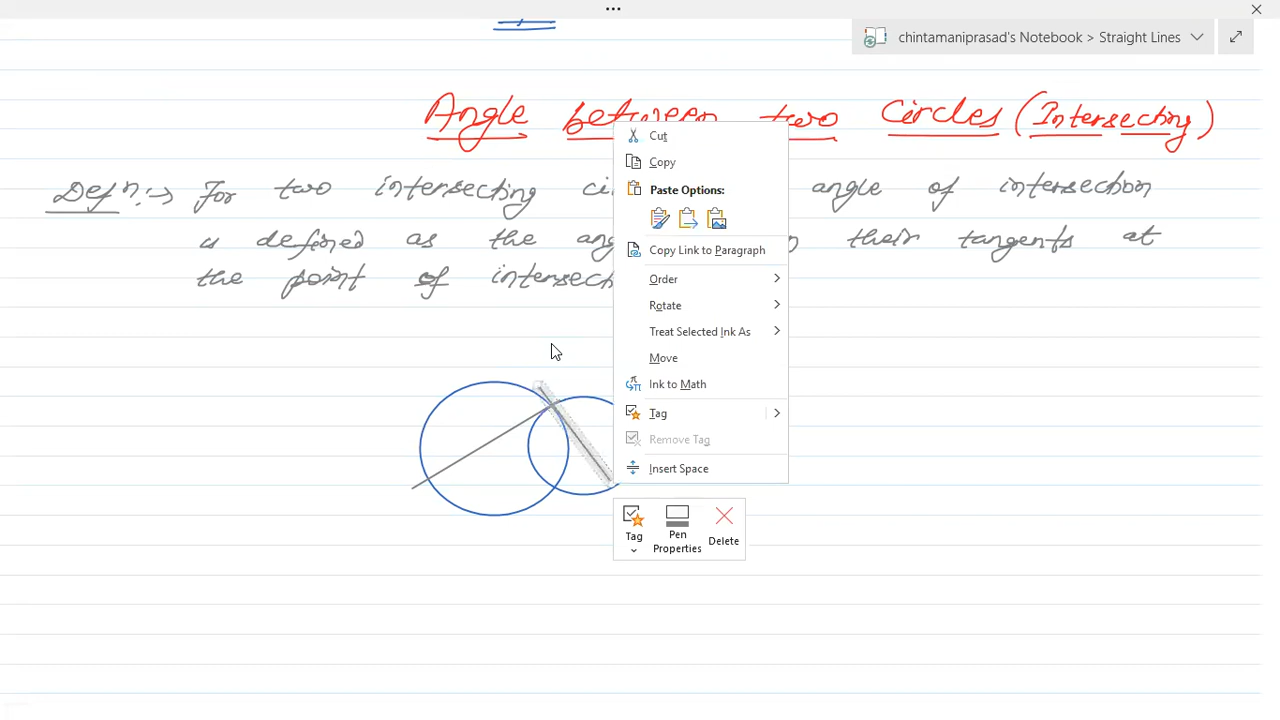 chintamaniprasad's Notebook > Straight Lines
Angle between two Circles (Intersecting)
Defn:→ For two intersecting angle of intersection
is defined as the their tangents at
the point of
Cut
Copy
Paste Options:
Copy Link to Paragraph
Order
Rotate
Treat Selected Ink As
Move
Ink to Math
Tag
Remove Tag
Insert Space
Tag
Pen Properties
Delete